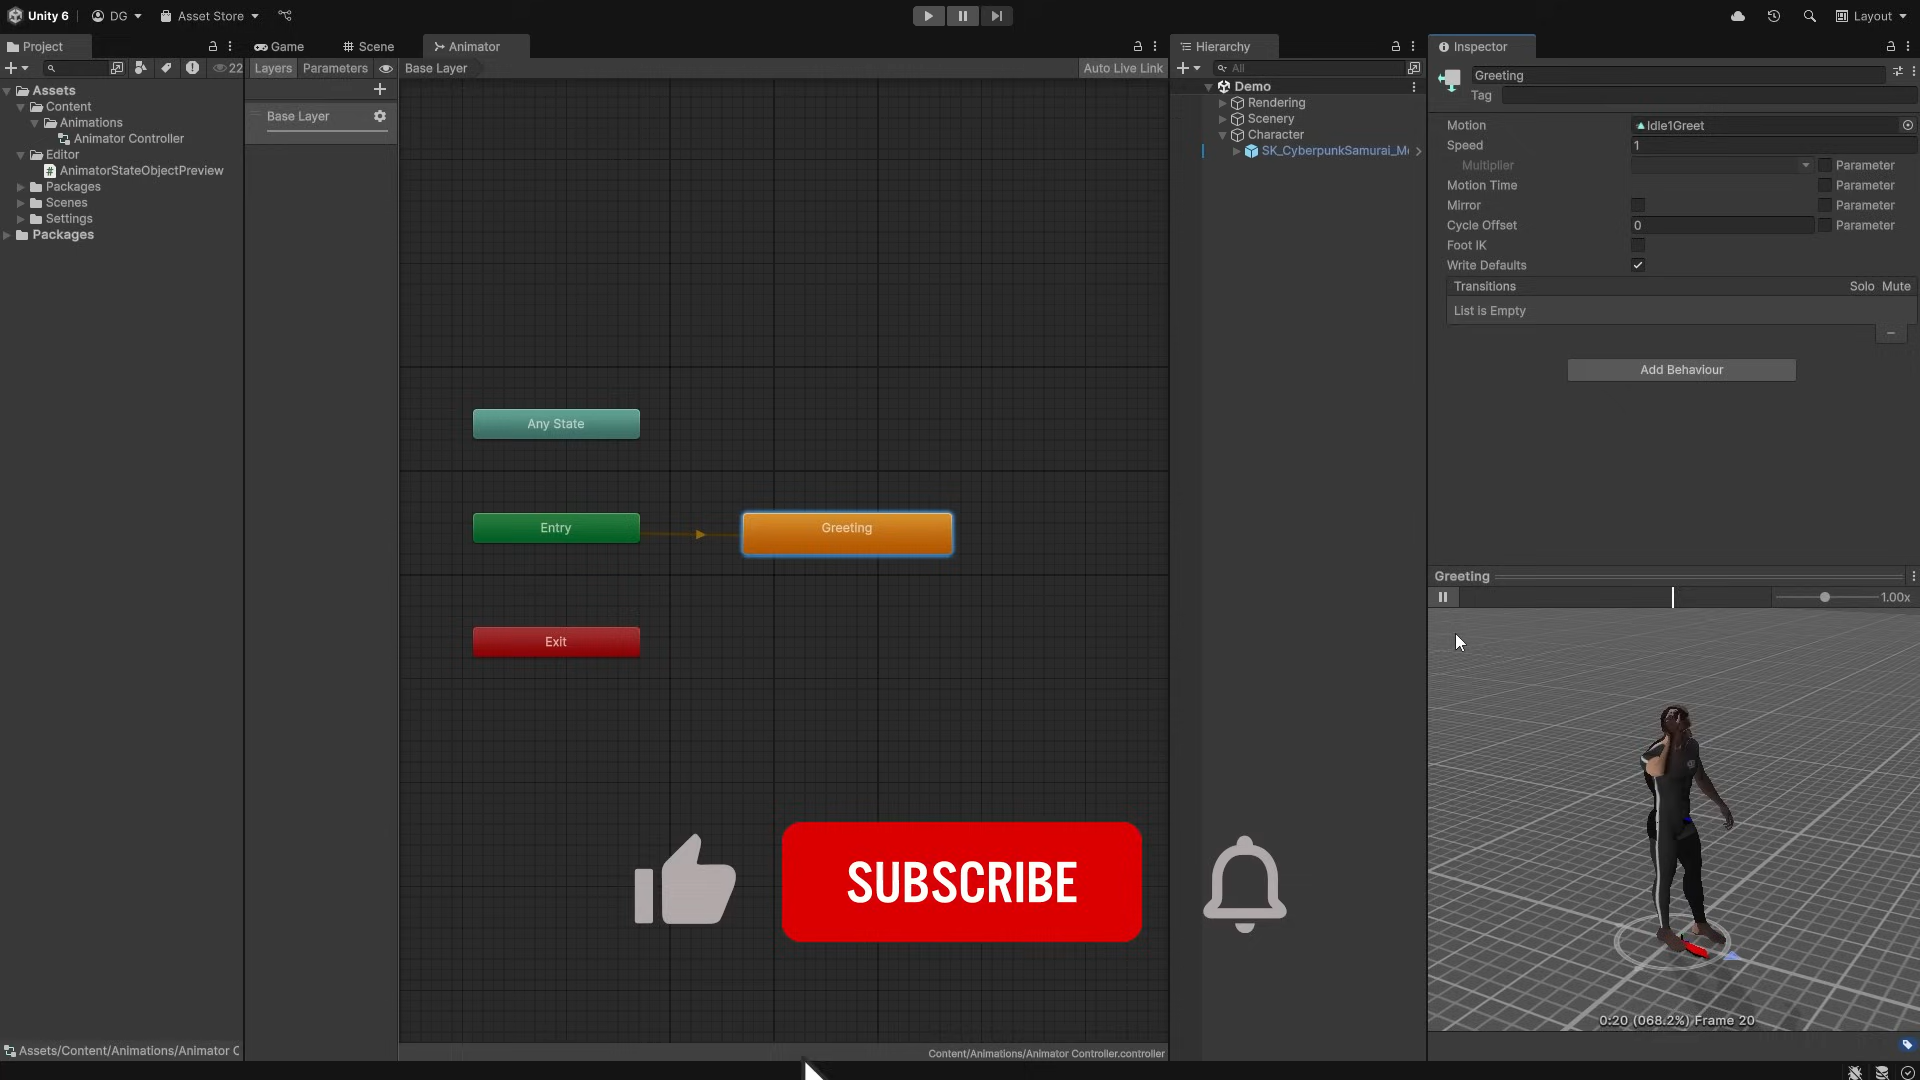 Unity 6 DG Asset Store Layout
Project Game Scene Animator Hierarchy Inspector
22 Layers Parameters Base Layer Auto Live Link All
Greeting
Tag
Assets
Content
Animations
Animator Controller
Editor
AnimatorStateObjectPreview
Packages
Scenes
Settings
Packages
Base Layer
Any State
Entry
Greeting
Exit
SUBSCRIBE
Demo
Rendering
Scenery
Character
SK_CyberpunkSamurai_M
Motion Idle1Greet
Speed 1
Multiplier Parameter
Motion Time Parameter
Mirror Parameter
Cycle Offset 0 Parameter
Foot IK
Write Defaults
Transitions Solo Mute
List is Empty
Add Behaviour
Greeting
1.00x
0:20 (068.2%) Frame 20
Assets/Content/Animations/Animator C
Content/Animations/Animator Controller.controller